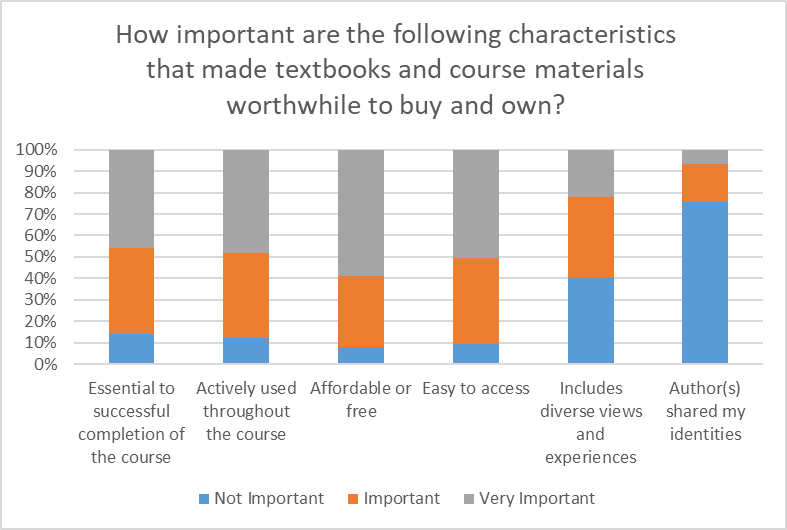 How important are the following characteristics
that made textbooks and course materials
worthwhile to buy and own?
100%
90%
80%
70%
60%
50%
40%
30%
20%
10%
0%
Essential to
successful
completion of
the course
Actively used
throughout
the course
Affordable or
free
Easy to access
Includes
diverse views
and
experiences
Author(s)
shared my
identities
Not Important
Important
Very Important